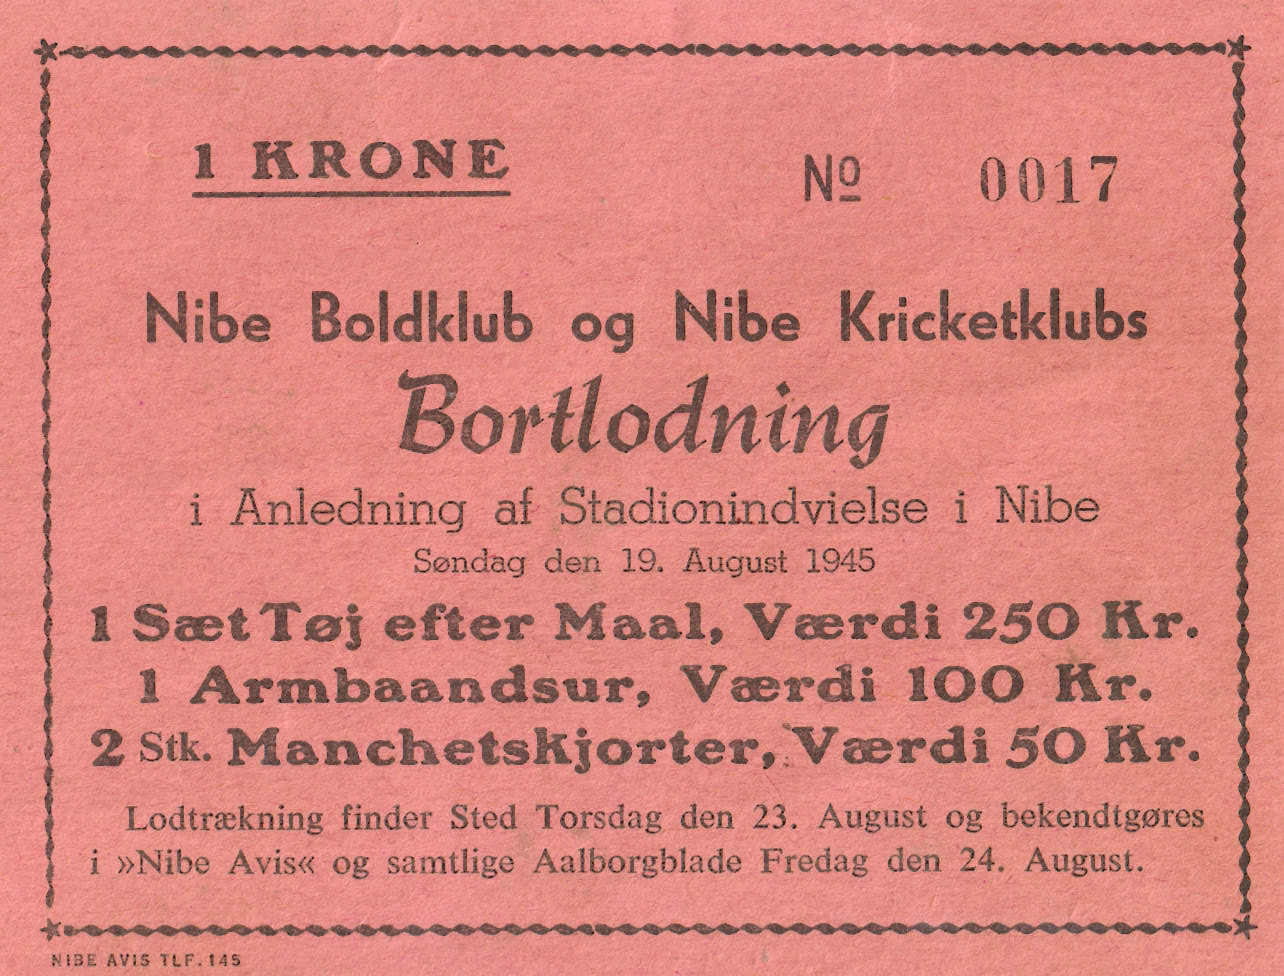 1 KRONE
Nº 0017
Nibe Boldklub og Nibe Kricketklubs
Bortlodning
i Anledning af Stadionindvielse i Nibe
Søndag den 19. August 1945
1 Sæt Tøj efter Maal, Værdi 250 Kr.
1 Armbaandsur, Værdi 100 Kr.
2 Stk. Manchetskjorter, Værdi 50 Kr.
Lodtrækning finder Sted Torsdag den 23. August og bekendtgøres
i »Nibe Avis« og samtlige Aalborgblade Fredag den 24. August.
NIBE AVIS TLF. 145